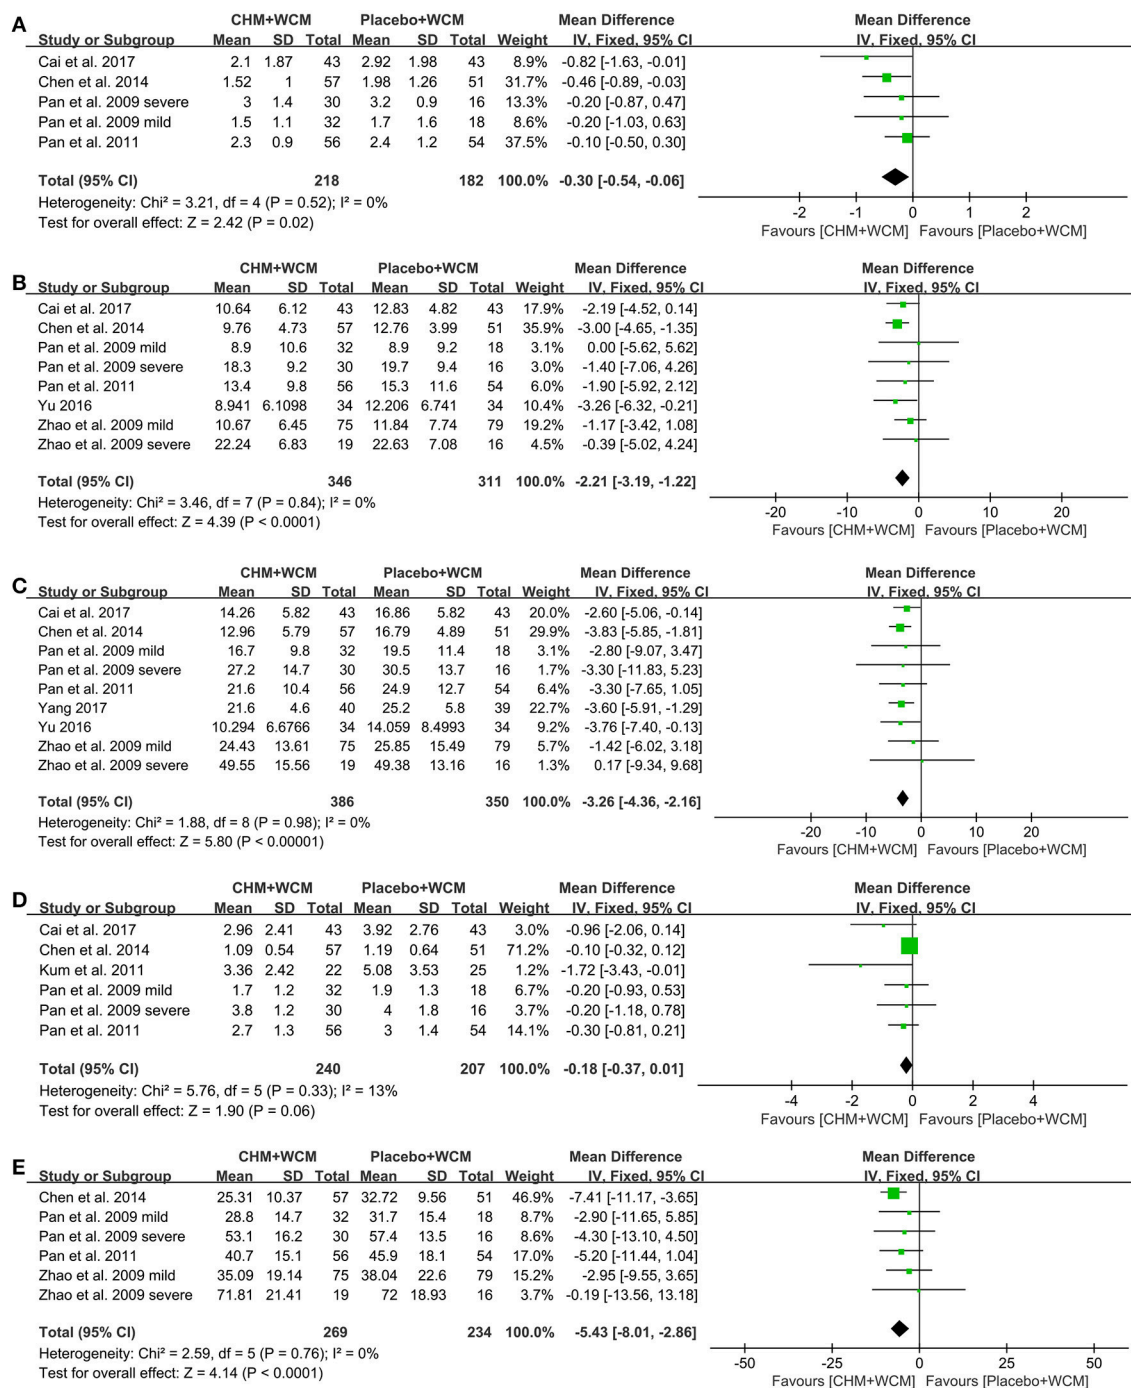 A
CHM+WCM Placebo+WCM Mean Difference Mean Difference
Study or Subgroup Mean SD Total Mean SD Total Weight IV, Fixed, 95% CI IV, Fixed, 95% CI
Cai et al. 2017 2.1 1.87 43 2.92 1.98 43 8.9% -0.82 [-1.63, -0.01]
Chen et al. 2014 1.52 1 57 1.98 1.26 51 31.7% -0.46 [-0.89, -0.03]
Pan et al. 2009 severe 3 1.4 30 3.2 0.9 16 13.3% -0.20 [-0.87, 0.47]
Pan et al. 2009 mild 1.5 1.1 32 1.7 1.6 18 8.6% -0.20 [-1.03, 0.63]
Pan et al. 2011 2.3 0.9 56 2.4 1.2 54 37.5% -0.10 [-0.50, 0.30]
Total (95% CI) 218 182 100.0% -0.30 [-0.54, -0.06]
Heterogeneity: Chi² = 3.21, df = 4 (P = 0.52); I² = 0%
Test for overall effect: Z = 2.42 (P = 0.02)
-2 -1 0 1 2
Favours [CHM+WCM] Favours [Placebo+WCM]
B
CHM+WCM Placebo+WCM Mean Difference Mean Difference
Study or Subgroup Mean SD Total Mean SD Total Weight IV, Fixed, 95% CI IV, Fixed, 95% CI
Cai et al. 2017 10.64 6.12 43 12.83 4.82 43 17.9% -2.19 [-4.52, 0.14]
Chen et al. 2014 9.76 4.73 57 12.76 3.99 51 35.9% -3.00 [-4.65, -1.35]
Pan et al. 2009 mild 8.9 10.6 32 8.9 9.2 18 3.1% 0.00 [-5.62, 5.62]
Pan et al. 2009 severe 18.3 9.2 30 19.7 9.4 16 3.0% -1.40 [-7.06, 4.26]
Pan et al. 2011 13.4 9.8 56 15.3 11.6 54 6.0% -1.90 [-5.92, 2.12]
Yu 2016 8.941 6.1098 34 12.206 6.741 34 10.4% -3.26 [-6.32, -0.21]
Zhao et al. 2009 mild 10.67 6.45 75 11.84 7.74 79 19.2% -1.17 [-3.42, 1.08]
Zhao et al. 2009 severe 22.24 6.83 19 22.63 7.08 16 4.5% -0.39 [-5.02, 4.24]
Total (95% CI) 346 311 100.0% -2.21 [-3.19, -1.22]
Heterogeneity: Chi² = 3.46, df = 7 (P = 0.84); I² = 0%
Test for overall effect: Z = 4.39 (P < 0.0001)
-20 -10 0 10 20
Favours [CHM+WCM] Favours [Placebo+WCM]
C
CHM+WCM Placebo+WCM Mean Difference Mean Difference
Study or Subgroup Mean SD Total Mean SD Total Weight IV, Fixed, 95% CI IV, Fixed, 95% CI
Cai et al. 2017 14.26 5.82 43 16.86 5.82 43 20.0% -2.60 [-5.06, -0.14]
Chen et al. 2014 12.96 5.79 57 16.79 4.89 51 29.9% -3.83 [-5.85, -1.81]
Pan et al. 2009 mild 16.7 9.8 32 19.5 11.4 18 3.1% -2.80 [-9.07, 3.47]
Pan et al. 2009 severe 27.2 14.7 30 30.5 13.7 16 1.7% -3.30 [-11.83, 5.23]
Pan et al. 2011 21.6 10.4 56 24.9 12.7 54 6.4% -3.30 [-7.65, 1.05]
Yang 2017 21.6 4.6 40 25.2 5.8 39 22.7% -3.60 [-5.91, -1.29]
Yu 2016 10.294 6.6766 34 14.059 8.4993 34 9.2% -3.76 [-7.40, -0.13]
Zhao et al. 2009 mild 24.43 13.61 75 25.85 15.49 79 5.7% -1.42 [-6.02, 3.18]
Zhao et al. 2009 severe 49.55 15.56 19 49.38 13.16 16 1.3% 0.17 [-9.34, 9.68]
Total (95% CI) 386 350 100.0% -3.26 [-4.36, -2.16]
Heterogeneity: Chi² = 1.88, df = 8 (P = 0.98); I² = 0%
Test for overall effect: Z = 5.80 (P < 0.00001)
-20 -10 0 10 20
Favours [CHM+WCM] Favours [Placebo+WCM]
D
CHM+WCM Placebo+WCM Mean Difference Mean Difference
Study or Subgroup Mean SD Total Mean SD Total Weight IV, Fixed, 95% CI IV, Fixed, 95% CI
Cai et al. 2017 2.96 2.41 43 3.92 2.76 43 3.0% -0.96 [-2.06, 0.14]
Chen et al. 2014 1.09 0.54 57 1.19 0.64 51 71.2% -0.10 [-0.32, 0.12]
Kum et al. 2011 3.36 2.42 22 5.08 3.53 25 1.2% -1.72 [-3.43, -0.01]
Pan et al. 2009 mild 1.7 1.2 32 1.9 1.3 18 6.7% -0.20 [-0.93, 0.53]
Pan et al. 2009 severe 3.8 1.2 30 4 1.8 16 3.7% -0.20 [-1.18, 0.78]
Pan et al. 2011 2.7 1.3 56 3 1.4 54 14.1% -0.30 [-0.81, 0.21]
Total (95% CI) 240 207 100.0% -0.18 [-0.37, 0.01]
Heterogeneity: Chi² = 5.76, df = 5 (P = 0.33); I² = 13%
Test for overall effect: Z = 1.90 (P = 0.06)
-4 -2 0 2 4
Favours [CHM+WCM] Favours [Placebo+WCM]
E
CHM+WCM Placebo+WCM Mean Difference Mean Difference
Study or Subgroup Mean SD Total Mean SD Total Weight IV, Fixed, 95% CI IV, Fixed, 95% CI
Chen et al. 2014 25.31 10.37 57 32.72 9.56 51 46.9% -7.41 [-11.17, -3.65]
Pan et al. 2009 mild 28.8 14.7 32 31.7 15.4 18 8.7% -2.90 [-11.65, 5.85]
Pan et al. 2009 severe 53.1 16.2 30 57.4 13.5 16 8.6% -4.30 [-13.10, 4.50]
Pan et al. 2011 40.7 15.1 56 45.9 18.1 54 17.0% -5.20 [-11.44, 1.04]
Zhao et al. 2009 mild 35.09 19.14 75 38.04 22.6 79 15.2% -2.95 [-9.55, 3.65]
Zhao et al. 2009 severe 71.81 21.41 19 72 18.93 16 3.7% -0.19 [-13.56, 13.18]
Total (95% CI) 269 234 100.0% -5.43 [-8.01, -2.86]
Heterogeneity: Chi² = 2.59, df = 5 (P = 0.76); I² = 0%
Test for overall effect: Z = 4.14 (P < 0.0001)
-50 -25 0 25 50
Favours [CHM+WCM] Favours [Placebo+WCM]